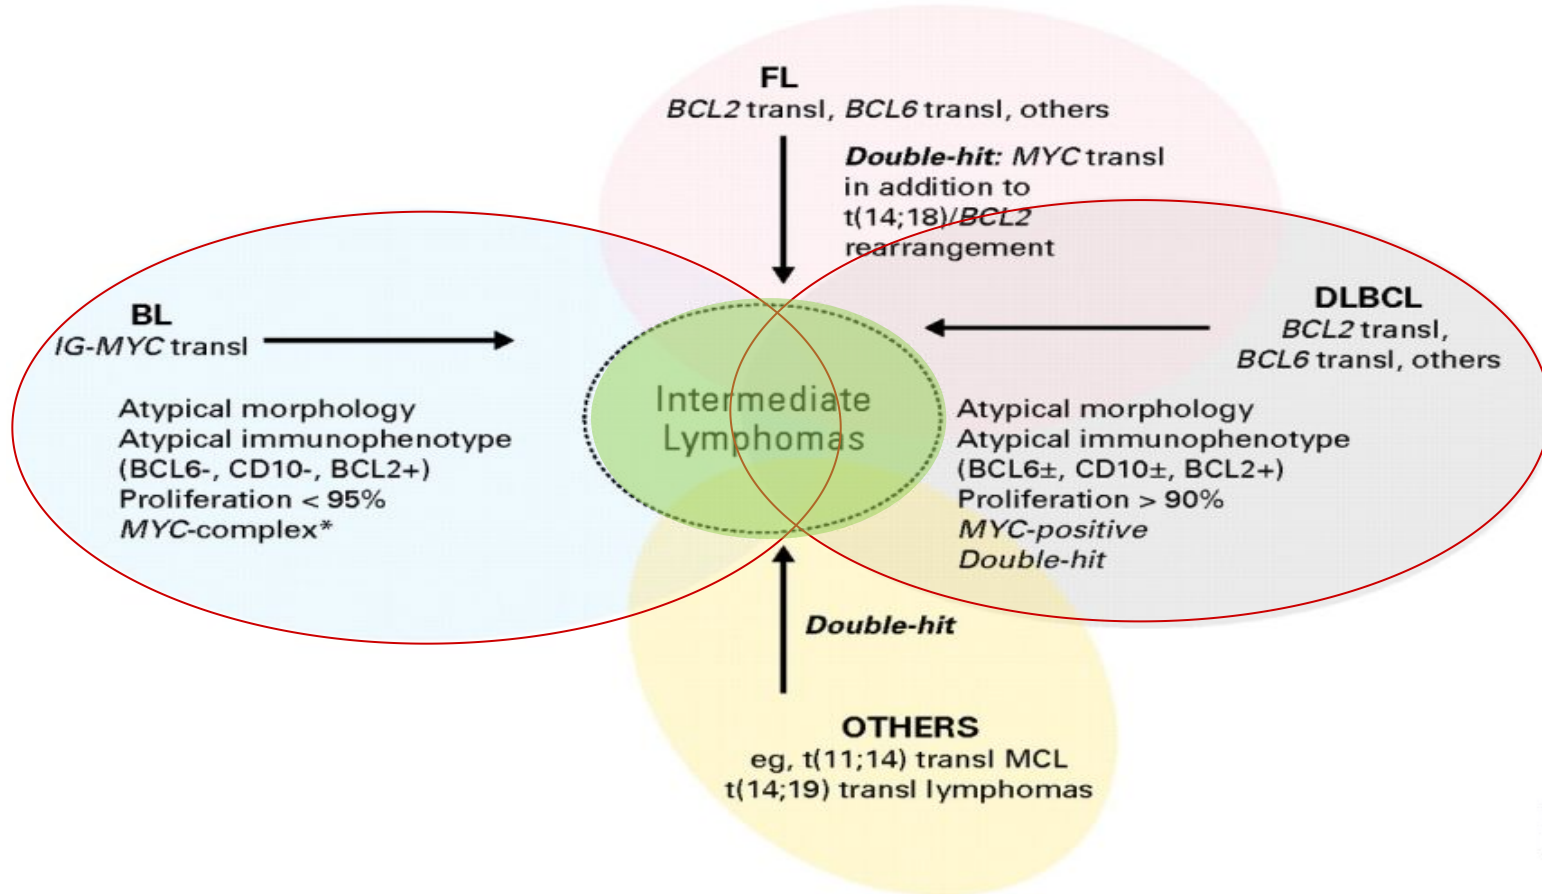 FL
BCL2 transl, BCL6 transl, others
Double-hit: MYC transl
in addition to
t(14;18)/BCL2
rearrangement
BL
IG-MYC transl
Atypical morphology
Atypical immunophenotype
(BCL6-, CD10-, BCL2+)
Proliferation < 95%
MYC-complex*
Intermediate
Lymphomas
DLBCL
BCL2 transl,
BCL6 transl, others
Atypical morphology
Atypical immunophenotype
(BCL6±, CD10±, BCL2+)
Proliferation > 90%
MYC-positive
Double-hit
Double-hit
OTHERS
eg, t(11;14) transl MCL
t(14;19) transl lymphomas